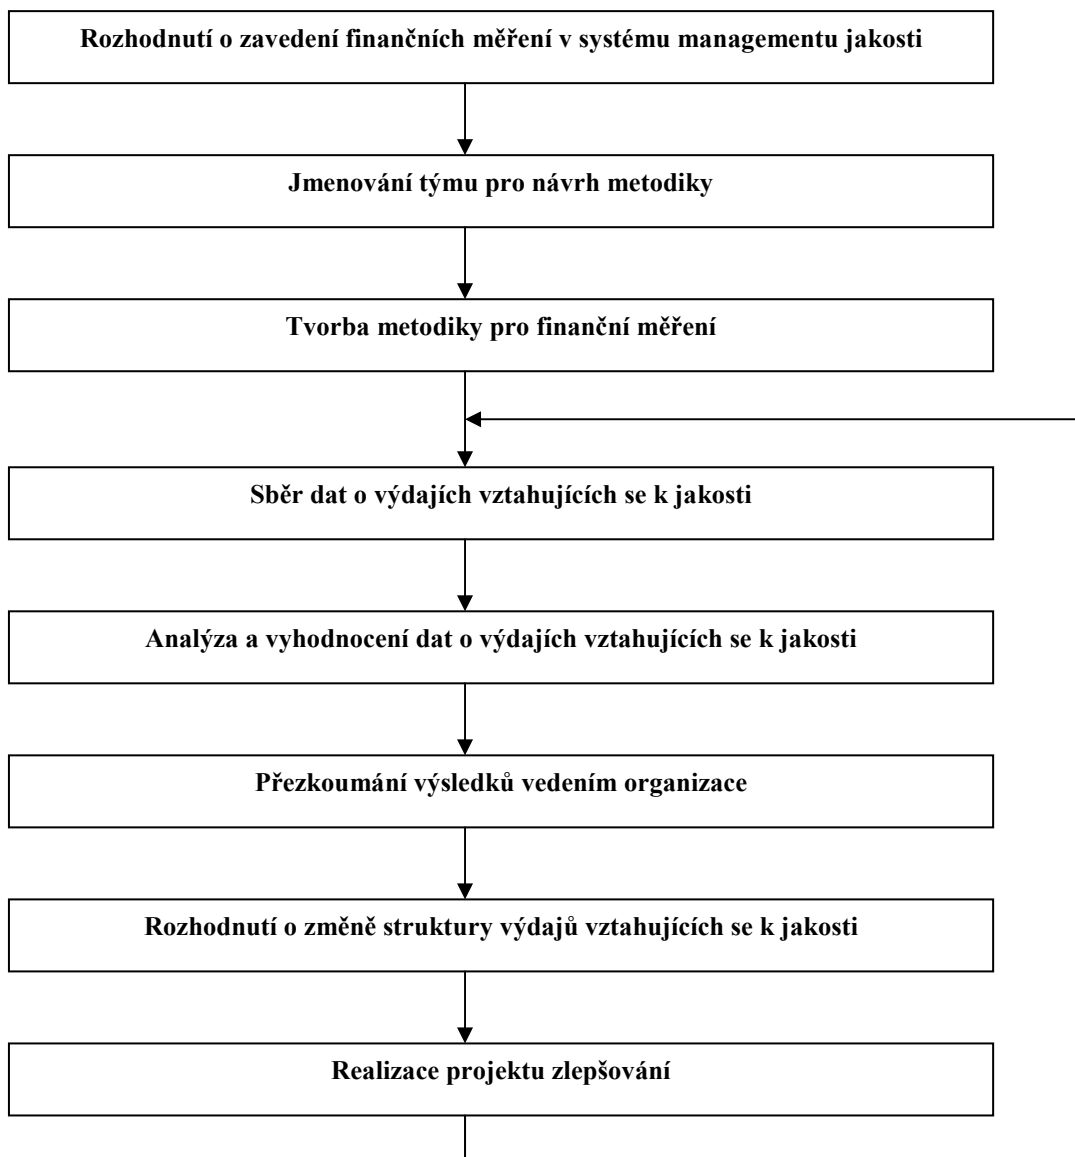 Rozhodnutí o zavedení finančních měření v systému managementu jakosti
Jmenování týmu pro návrh metodiky
Tvorba metodiky pro finanční měření
Sběr dat o výdajích vztahujících se k jakosti
Analýza a vyhodnocení dat o výdajích vztahujících se k jakosti
Přezkoumání výsledků vedením organizace
Rozhodnutí o změně struktury výdajů vztahujících se k jakosti
Realizace projektu zlepšování